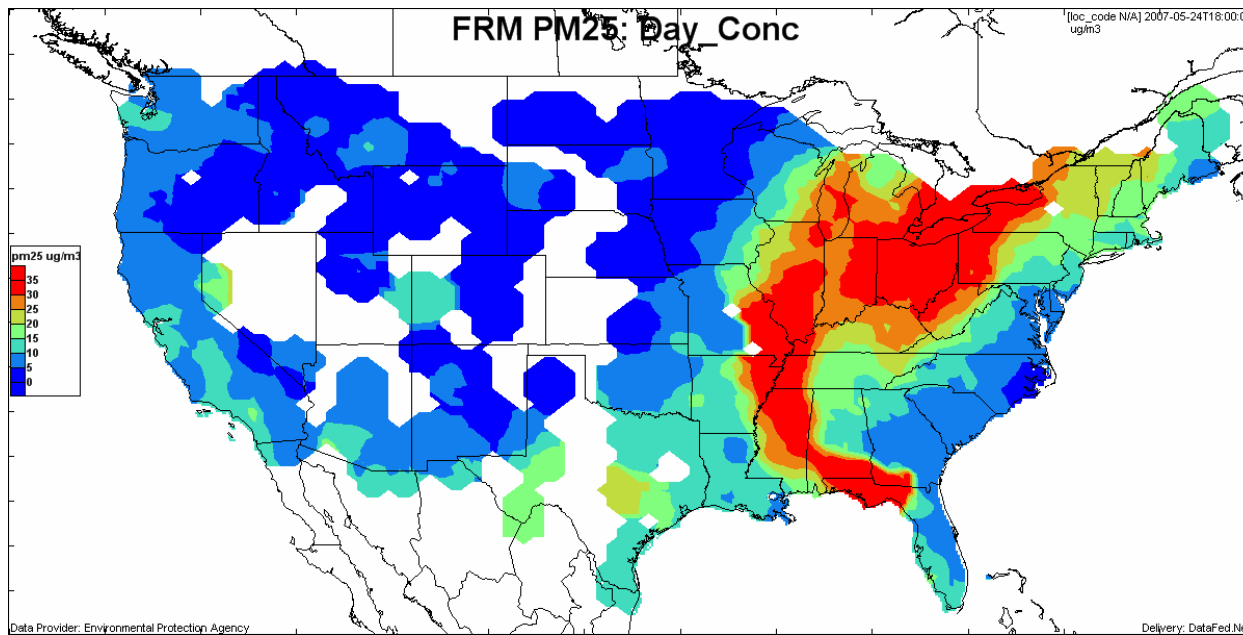 FRM PM25: Day_Conc
[loc_code N/A] 2007-05-24T18:00:0
ug/m3
pm25 ug/m3
35
30
25
20
15
10
5
0
Data Provider: Environmental Protection Agency
Delivery: DataFed.Ne